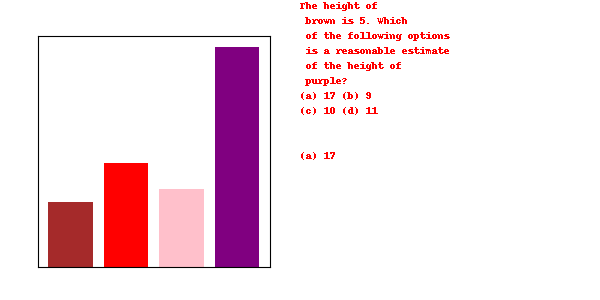 The height of
brown is 5. Which
of the following options
is a reasonable estimate
of the height of
purple?
(a) 17 (b) 9
(c) 10 (d) 11
(a) 17